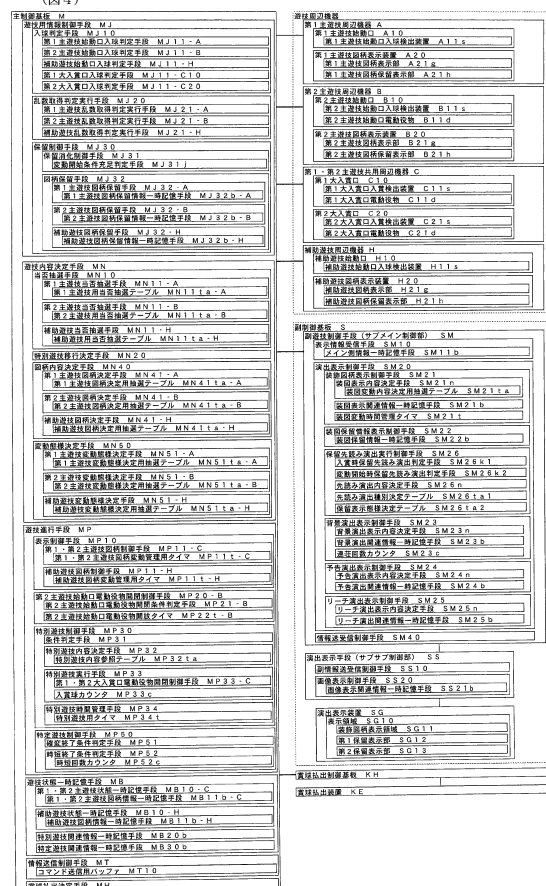 (図4)
主制御基板 M
遊技用情報制御手段 MJ
入球判定手段 MJ10
第1主遊技始動口入球判定手段 MJ11-A
第2主遊技始動口入球判定手段 MJ11-B
補助遊技始動口入球判定手段 MJ11-H
第1大入賞口入球判定手段 MJ11-C10
第2大入賞口入球判定手段 MJ11-C20
乱数取得判定実行手段 MJ20
第1主遊技乱数取得判定実行手段 MJ21-A
第2主遊技乱数取得判定実行手段 MJ21-B
補助遊技乱数取得判定実行手段 MJ21-H
保留制御手段 MJ30
保留消化制御手段 MJ31
変動開始条件充足判定手段 MJ31j
図柄保留手段 MJ32
第1主遊技図柄保留手段 MJ32-A
第1主遊技図柄保留情報一時記憶手段 MJ32b-A
第2主遊技図柄保留手段 MJ32-B
第2主遊技図柄保留情報一時記憶手段 MJ32b-B
補助遊技図柄保留手段 MJ32-H
補助遊技図柄保留情報一時記憶手段 MJ32b-H
遊技内容決定手段 MN
当否抽選手段 MN10
第1主遊技当否抽選手段 MN11-A
第1主遊技用当否抽選テーブル MN11ta-A
第2主遊技当否抽選手段 MN11-B
第2主遊技用当否抽選テーブル MN11ta-B
補助遊技当否抽選手段 MN11-H
補助遊技用当否抽選テーブル MN11ta-H
特別遊技移行決定手段 MN20
図柄内容決定手段 MN40
第1主遊技図柄決定手段 MN41-A
第1主遊技図柄決定用抽選テーブル MN41ta-A
第2主遊技図柄決定手段 MN41-B
第2主遊技図柄決定用抽選テーブル MN41ta-B
補助遊技図柄決定手段 MN41-H
補助遊技図柄決定用抽選テーブル MN41ta-H
変動態様決定手段 MN50
第1主遊技変動態様決定手段 MN51-A
第1主遊技変動態様決定用抽選テーブル MN51ta-A
第2主遊技変動態様決定手段 MN51-B
第2主遊技変動態様決定用抽選テーブル MN51ta-B
補助遊技変動態様決定手段 MN51-H
補助遊技変動態様決定用抽選テーブル MN51ta-H
遊技進行手段 MP
表示制御手段 MP10
第1・第2主遊技図柄制御手段 MP11-C
第1・第2主遊技図柄変動管理用タイマ MP11t-C
補助遊技図柄制御手段 MP11-H
補助遊技図柄変動管理用タイマ MP11t-H
第2主遊技始動口電動役物開閉制御手段 MP20-B
第2主遊技始動口電動役物開閉条件判定手段 MP21-B
第2主遊技始動口電動役物開放タイマ MP22t-B
特別遊技制御手段 MP30
条件判定手段 MP31
特別遊技内容決定手段 MP32
特別遊技内容参照テーブル MP32ta
特別遊技実行手段 MP33
第1・第2大入賞口電動役物開閉制御手段 MP33-C
入賞球カウンタ MP33c
特別遊技時間管理手段 MP34
特別遊技用タイマ MP34t
特定遊技制御手段 MP50
確変終了条件判定手段 MP51
時短終了条件判定手段 MP52
時短回数カウンタ MP52c
遊技状態一時記憶手段 MB
第1・第2主遊技状態一時記憶手段 MB10-C
第1・第2主遊技図柄情報一時記憶手段 MB11b-C
補助遊技状態一時記憶手段 MB10-H
補助遊技図柄情報一時記憶手段 MB11b-H
特別遊技関連情報一時記憶手段 MB20b
特定遊技関連情報一時記憶手段 MB30b
情報送信制御手段 MT
コマンド送信用バッファ MT10
賞球払出決定手段 MH
遊技周辺機器
第1主遊技周辺機器 A
第1主遊技始動口 A10
第1主遊技始動口入球検出装置 A11s
第1主遊技図柄表示装置 A20
第1主遊技図柄表示部 A21g
第1主遊技図柄保留表示部 A21h
第2主遊技周辺機器 B
第2主遊技始動口 B10
第2主遊技始動口入球検出装置 B11s
第2主遊技始動口電動役物 B11d
第2主遊技図柄表示装置 B20
第2主遊技図柄表示部 B21g
第2主遊技図柄保留表示部 B21h
第1・第2主遊技共用周辺機器 C
第1大入賞口 C10
第1大入賞口入賞検出装置 C11s
第1大入賞口電動役物 C11d
第2大入賞口 C20
第2大入賞口入賞検出装置 C21s
第2大入賞口電動役物 C21d
補助遊技周辺機器 H
補助遊技始動口 H10
補助遊技始動口入球検出装置 H11s
補助遊技図柄表示装置 H20
補助遊技図柄表示部 H21g
補助遊技図柄保留表示部 H21h
副制御基板 S
副遊技制御手段(サブメイン制御部) SM
表示情報受信手段 SM10
メイン側情報一時記憶手段 SM11b
演出表示制御手段 SM20
装飾図柄表示制御手段 SM21
装図表示内容決定手段 SM21n
装図変動内容決定用抽選テーブル SM21ta
装図表示関連情報一時記憶手段 SM21b
装図変動時間管理タイマ SM21t
装図保留情報表示制御手段 SM22
装図保留情報一時記憶手段 SM22b
保留先読み演出実行制御手段 SM26
入賞時保留先読み演出判定手段 SM26k1
変動開始時保留先読み演出判定手段 SM26k2
先読み演出内容決定手段 SM26n
先読み演出種別決定テーブル SM26ta1
保留表示態様決定テーブル SM26ta2
背景演出表示制御手段 SM23
背景演出表示内容決定手段 SM23n
背景演出関連情報一時記憶手段 SM23b
連荘回数カウンタ SM23c
予告演出表示制御手段 SM24
予告演出表示内容決定手段 SM24n
予告演出関連情報一時記憶手段 SM24b
リーチ演出表示制御手段 SM25
リーチ演出表示内容決定手段 SM25n
リーチ演出関連情報一時記憶手段 SM25b
情報送受信制御手段 SM40
演出表示手段(サブサブ制御部) SS
副情報送受信制御手段 SS10
画像表示制御手段 SS20
画像表示関連情報一時記憶手段 SS21b
演出表示装置 SG
表示領域 SG10
装飾図柄表示領域 SG11
第1保留表示部 SG12
第2保留表示部 SG13
賞球払出制御基板 KH
賞球払出装置 KE